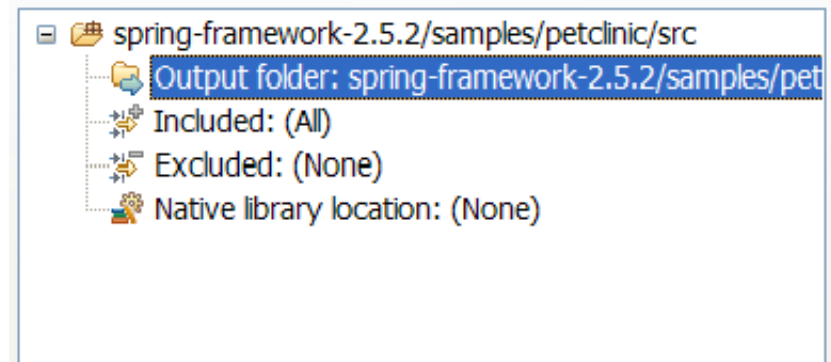 spring-framework-2.5.2/samples/petclinic/src
Output folder: spring-framework-2.5.2/samples/pet
Included: (All)
Excluded: (None)
Native library location: (None)